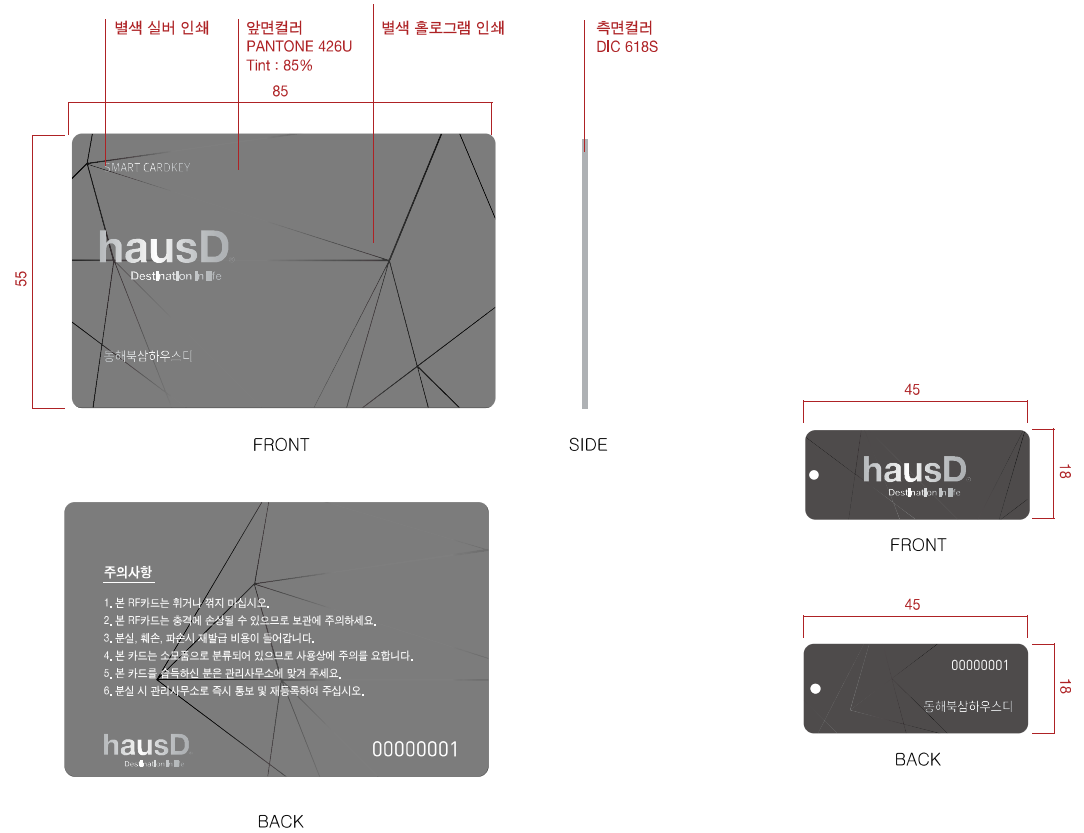 별색 실버 인쇄
앞면컬러
PANTONE 426U
Tint : 85%
별색 홀로그램 인쇄
측면컬러
DIC 618S
85
55
SMART CARDKEY
hausD
Destination in life
동해북삼하우스디
FRONT
SIDE
주의사항
1. 본 RF카드는 휘거나 꺾지 마십시오.
2. 본 RF카드는 충격에 손상될 수 있으므로 보관에 주의하세요.
3. 분실, 훼손, 파손시 재발급 비용이 들어갑니다.
4. 본 카드는 소모품으로 분류되어 있으므로 사용상에 주의를 요합니다.
5. 본 카드를 습득하신 분은 관리사무소에 맡겨 주세요.
6. 분실 시 관리사무소로 즉시 통보 및 재등록하여 주십시오.
hausD
Destination in life
00000001
BACK
45
18
hausD
Destination in life
FRONT
45
18
00000001
동해북삼하우스디
BACK